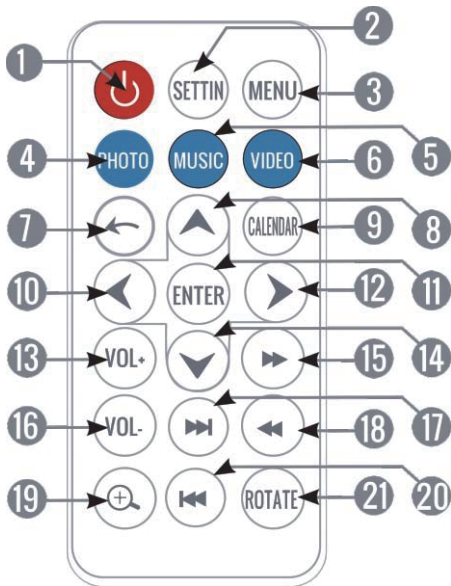 2
1 SETTIN MENU 3
4 PHOTO MUSIC VIDEO 6 5
7 CALENDAR 9 8
10 ENTER 12 11
13 VOL+ 15 14
16 VOL- 18 17
19 ROTATE 21 20